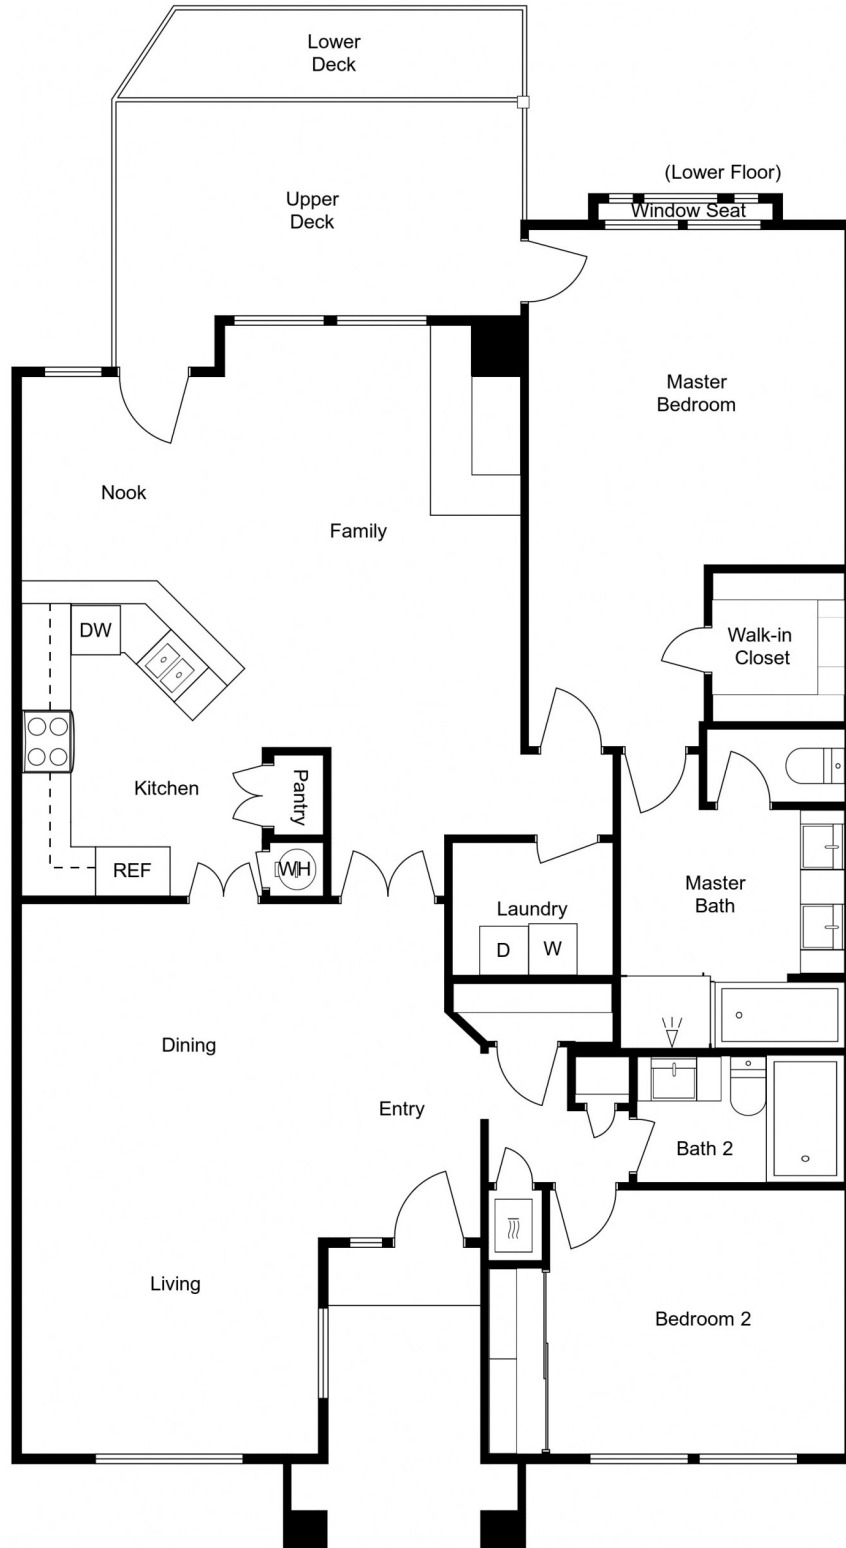 Lower
Deck
(Lower Floor)
Upper
Deck
Window Seat
Master
Bedroom
Nook
Family
DW
Walk-in
Closet
Kitchen
Pantry
REF
WH
Master
Bath
Laundry
D
W
Dining
Entry
Bath 2
Living
Bedroom 2